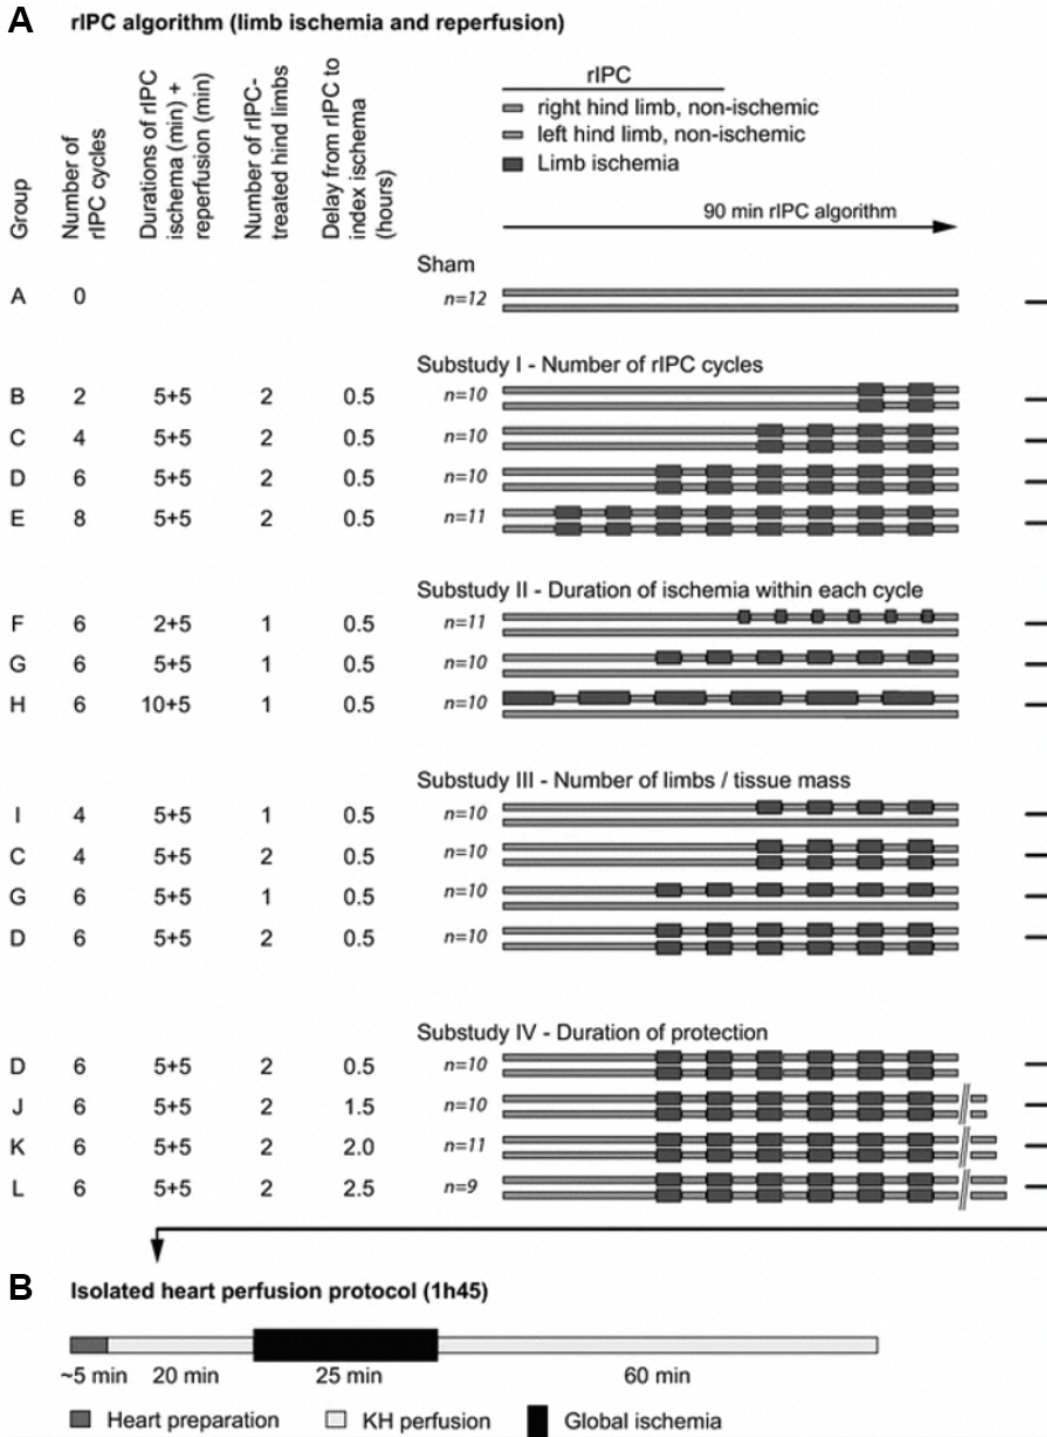 A rIPC algorithm (limb ischemia and reperfusion)
Group
Number of
rIPC cycles
Durations of rIPC
ischema (min) +
reperfusion (min)
Number of rIPC-
treated hind limbs
Delay from rIPC to
index ischema
(hours)
rIPC
right hind limb, non-ischemic
left hind limb, non-ischemic
Limb ischemia
90 min rIPC algorithm
Sham
A 0 n=12
Substudy I - Number of rIPC cycles
B 2 5+5 2 0.5 n=10
C 4 5+5 2 0.5 n=10
D 6 5+5 2 0.5 n=10
E 8 5+5 2 0.5 n=11
Substudy II - Duration of ischemia within each cycle
F 6 2+5 1 0.5 n=11
G 6 5+5 1 0.5 n=10
H 6 10+5 1 0.5 n=10
Substudy III - Number of limbs / tissue mass
I 4 5+5 1 0.5 n=10
C 4 5+5 2 0.5 n=10
G 6 5+5 1 0.5 n=10
D 6 5+5 2 0.5 n=10
Substudy IV - Duration of protection
D 6 5+5 2 0.5 n=10
J 6 5+5 2 1.5 n=10
K 6 5+5 2 2.0 n=11
L 6 5+5 2 2.5 n=9
B Isolated heart perfusion protocol (1h45)
~5 min 20 min 25 min 60 min
Heart preparation KH perfusion Global ischemia